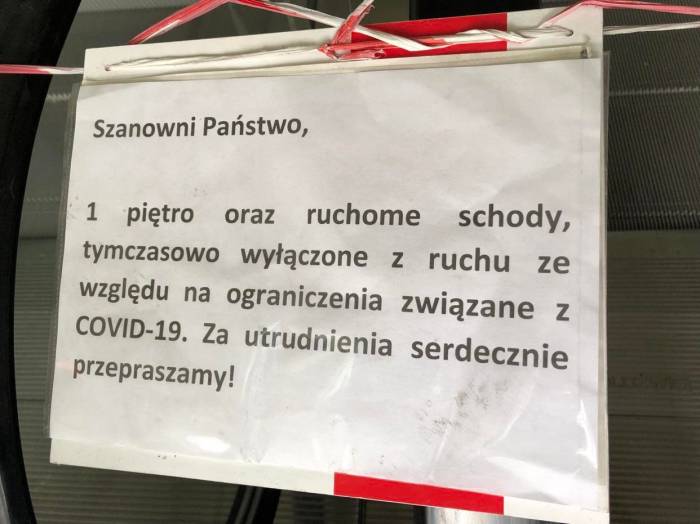 Szanowni Państwo,
1 piętro oraz ruchome schody,
tymczasowo wyłączone z ruchu ze
względu na ograniczenia związane z
COVID-19. Za utrudnienia serdecznie
przepraszamy!